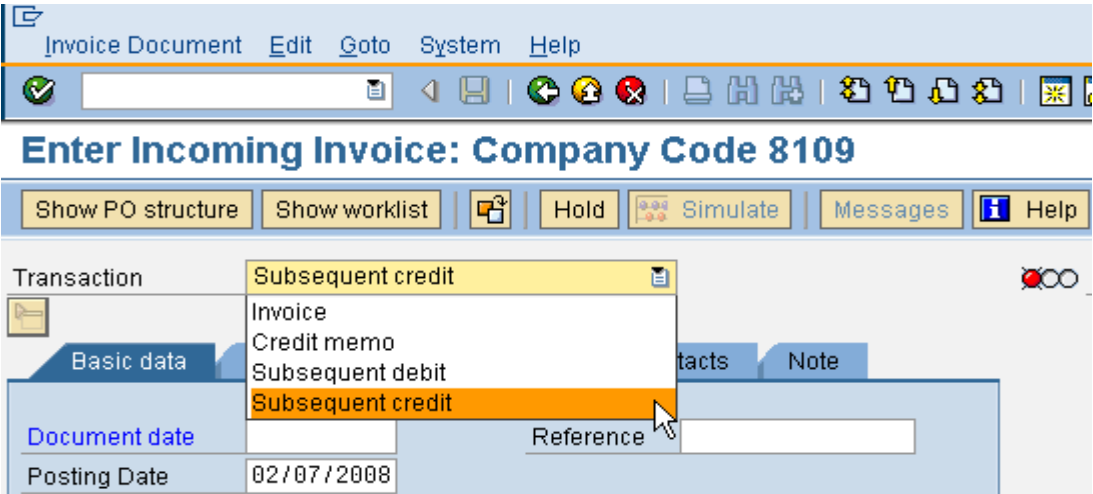 Invoice Document Edit Goto System Help
Enter Incoming Invoice: Company Code 8109
Show PO structure Show worklist Hold Simulate Messages Help
Transaction Subsequent credit
Invoice
Credit memo
Basic data tacts Note
Subsequent debit
Subsequent credit
Document date Reference
Posting Date 02/07/2008